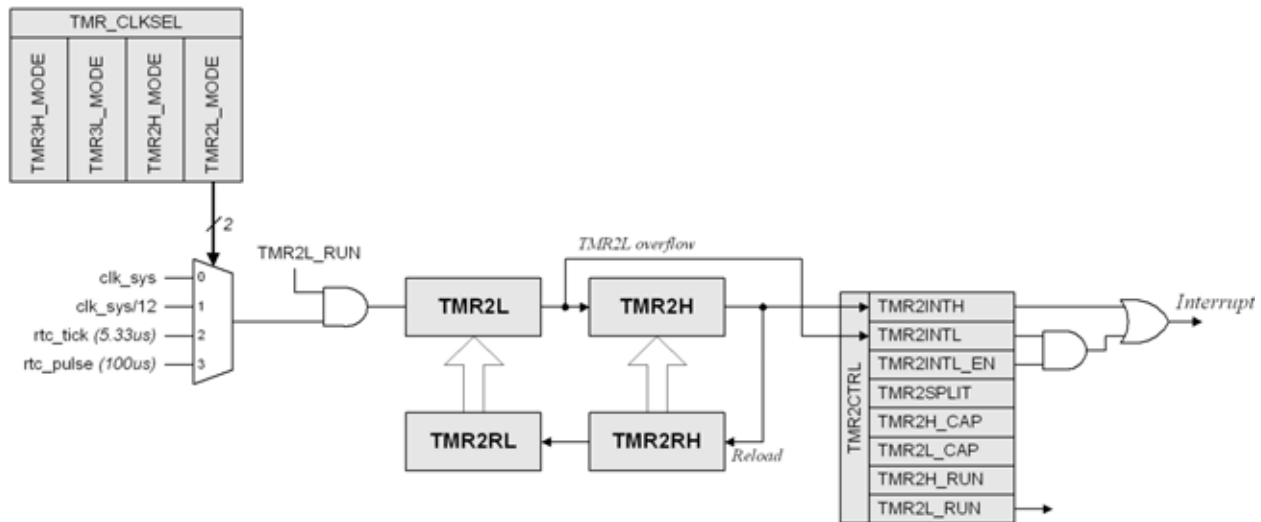 TMR_CLKSEL
TMR3H_MODE
TMR3L_MODE
TMR2H_MODE
TMR2L_MODE
2
TMR2L_RUN
TMR2L overflow
clk_sys
0
clk_sys/12
1
rtc_tick (5.33us)
2
rtc_pulse (100us)
3
TMR2L
TMR2H
TMR2RL
TMR2RH
Reload
TMR2CTRL
TMR2INTH
TMR2INTL
TMR2INTL_EN
TMR2SPLIT
TMR2H_CAP
TMR2L_CAP
TMR2H_RUN
TMR2L_RUN
Interrupt